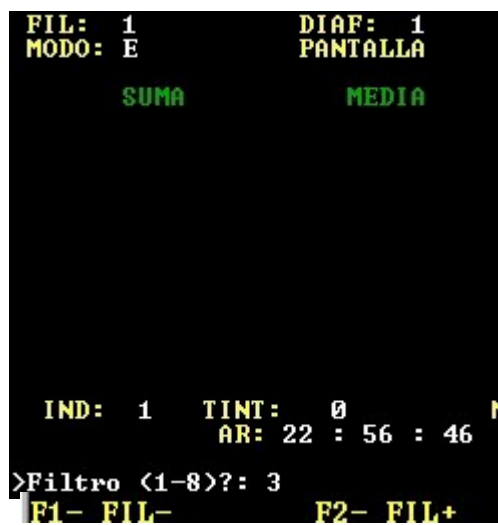 FIL: 1 DIAF: 1
MODO: E PANTALLA
SUMA MEDIA
IND: 1 TINT: 0
AR: 22 : 56 : 46
>Filtro (1-8)?: 3
F1- FIL- F2- FIL+